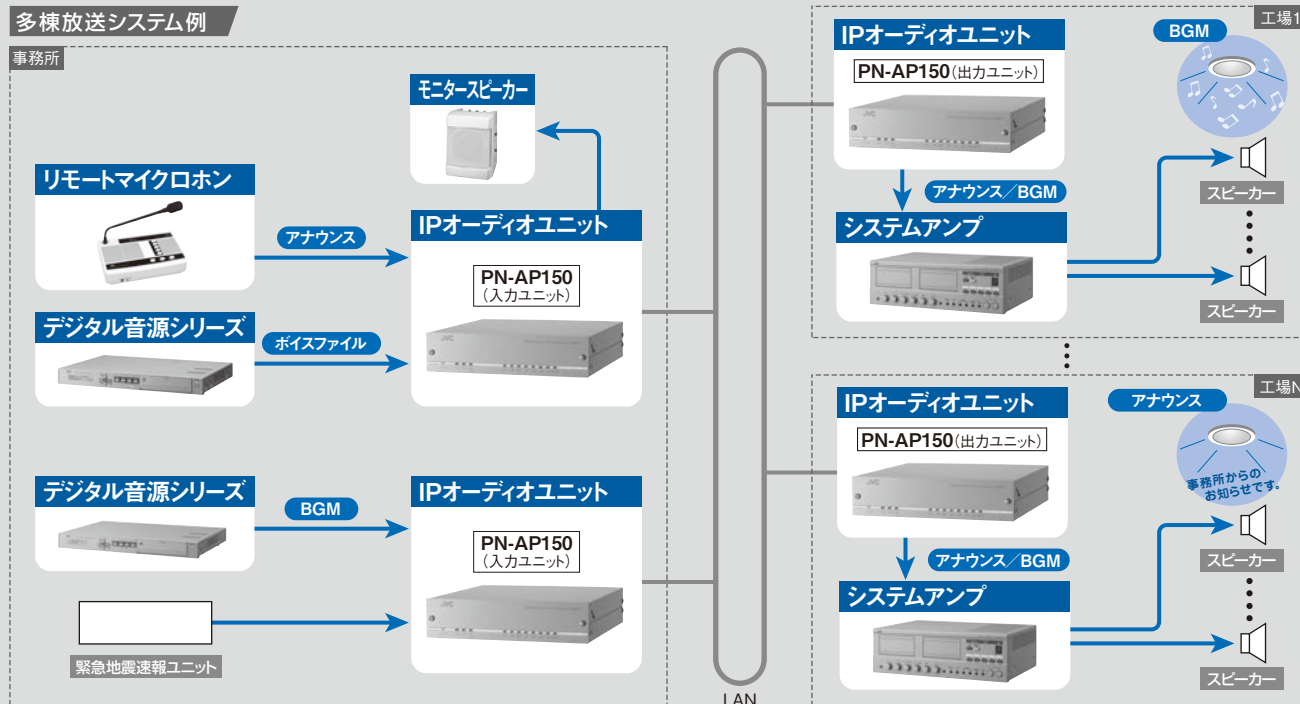 多棟放送システム例
事務所
モニタースピーカー
リモートマイクロホン
アナウンス
IPオーディオユニット
PN-AP150
(入力ユニット)
JVC
デジタル音源シリーズ
ボイスファイル
デジタル音源シリーズ
BGM
IPオーディオユニット
PN-AP150
(入力ユニット)
JVC
緊急地震速報ユニット
LAN
工場1
IPオーディオユニット
PN-AP150(出力ユニット)
JVC
BGM
アナウンス/BGM
システムアンプ
スピーカー
スピーカー
工場N
IPオーディオユニット
PN-AP150(出力ユニット)
JVC
アナウンス
事務所からの
お知らせです。
アナウンス/BGM
システムアンプ
スピーカー
スピーカー